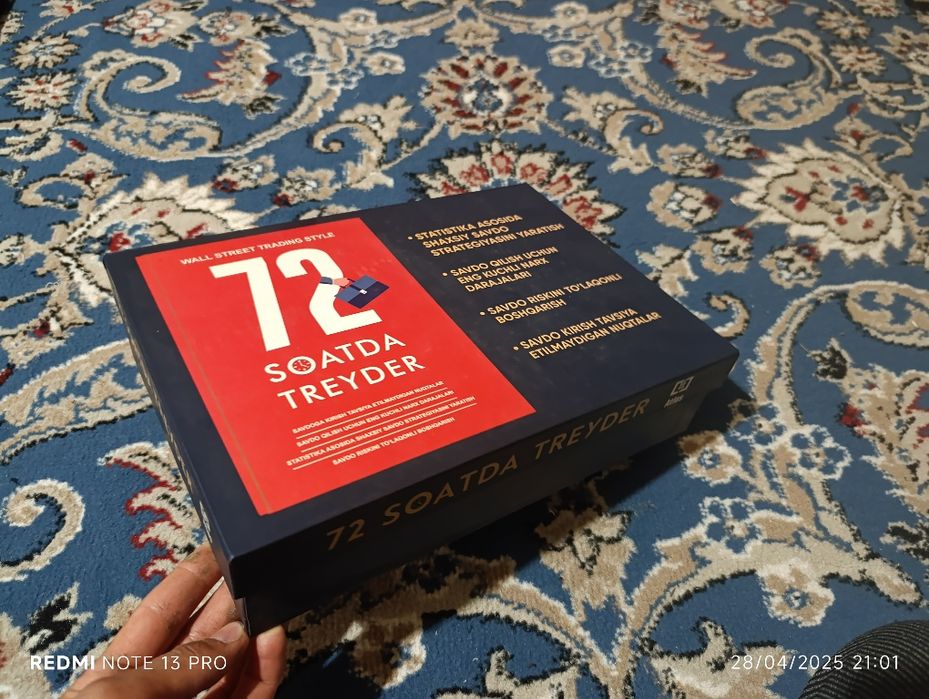 WALL STREET TRADING STYLE
72
SOATDA
TREYDER
SAVDOGA KIRISH TAVSIYA ETILMAYDIGAN NUQTALAR
SAVDO QILISH UCHUN ENG KUCHLI NARX DARAJALARI
STATISTIKA ASOSIDA SHAXSIY SAVDO STRATEGIYASINI YARATISH
SAVDO RISKINI TO'LAQONLI BOSHQARISH
• STATISTIKA ASOSIDA
SHAXSIY SAVDO
STRATEGIYASINI YARATISH
• SAVDO QILISH UCHUN
ENG KUCHLI NARX
DARAJALARI
• SAVDO RISKINI TO'LAQONLI
BOSHQARISH
• SAVDO KIRISH TAVSIYA
ETILMAYDIGAN NUQTALAR
72 SOATDA TREYDER
REDMI NOTE 13 PRO
28/04/2025 21:01